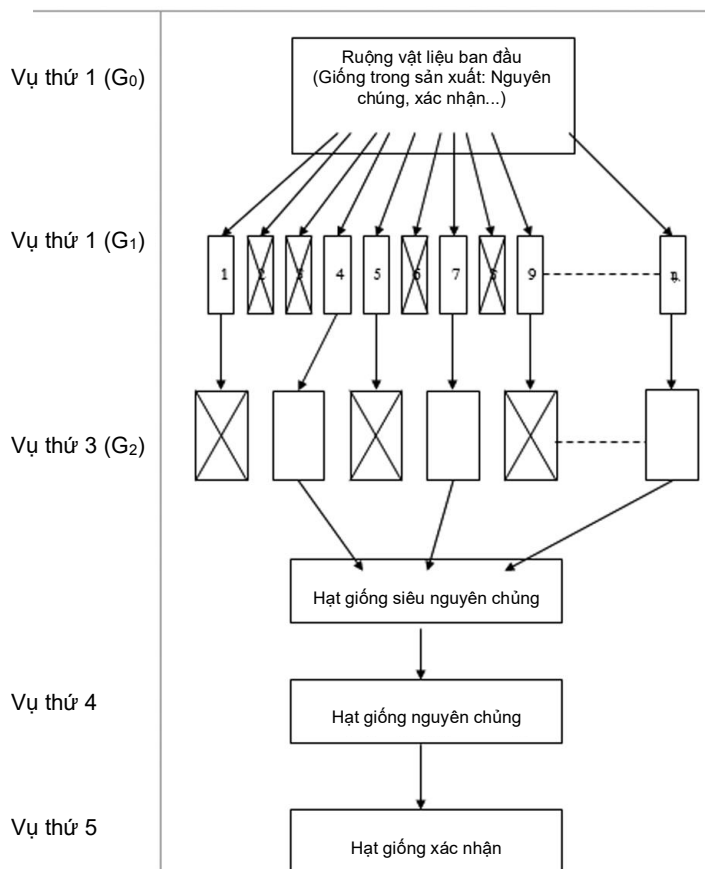 Ruộng vật liệu ban đầu
Vụ thứ 1 (G₀)
(Giống trong sản xuất: Nguyên
chúng, xác nhận...)
Vụ thứ 1 (G₁)
1 2 3 4 5 6 7 8 9 n
Vụ thứ 3 (G₂)
Hạt giống siêu nguyên chủng
Vụ thứ 4
Hạt giống nguyên chủng
Vụ thứ 5
Hạt giống xác nhận